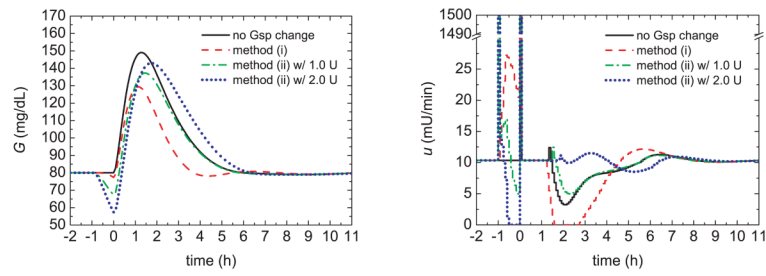 170
160
150
140
130
120
110
100
90
80
70
60
50
G (mg/dL)
no Gsp change
method (i)
method (ii) w/ 1.0 U
method (ii) w/ 2.0 U
-2 -1 0 1 2 3 4 5 6 7 8 9 10 11
time (h)
1500
1490
25
20
15
10
5
0
u (mU/min)
no Gsp change
method (i)
method (ii) w/ 1.0 U
method (ii) w/ 2.0 U
-2 -1 0 1 2 3 4 5 6 7 8 9 10 11
time (h)